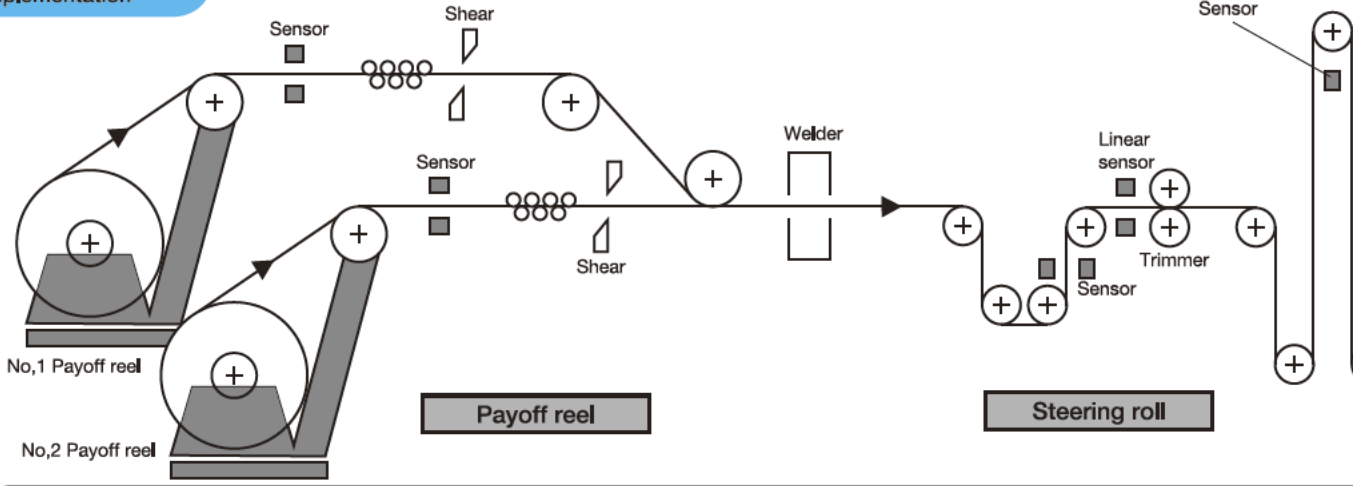 Sensor
Shear
Sensor
Shear
Welder
Linear
sensor
Trimmer
Sensor
Sensor
No,1 Payoff reel
No,2 Payoff reel
Payoff reel
Steering roll